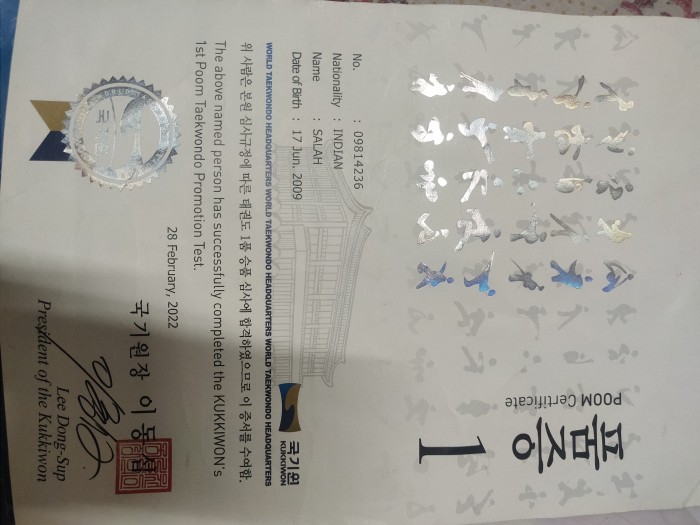 POOM Certificate
품증
1
No. : 09814236
Nationality : INDIAN
Name : SALAH
Date of Birth : 17 Jun. 2009
국기원
KUKKIWON
WORLD TAEKWONDO HEADQUARTERS WORLD TAEKWONDO HEADQUARTERS WORLD TAEKWONDO HEADQUARTERS
위 사람은 본원 심사규정에 따른 태권도 1품 승품 심사에 합격하였으므로 이 증서를 수여함.
The above named person has successfully completed the KUKKIWON's
1st Poom Taekwondo Promotion Test.
28 February, 2022
국기원장 이동섭
Lee Dong-Sup
President of the Kukkiwon